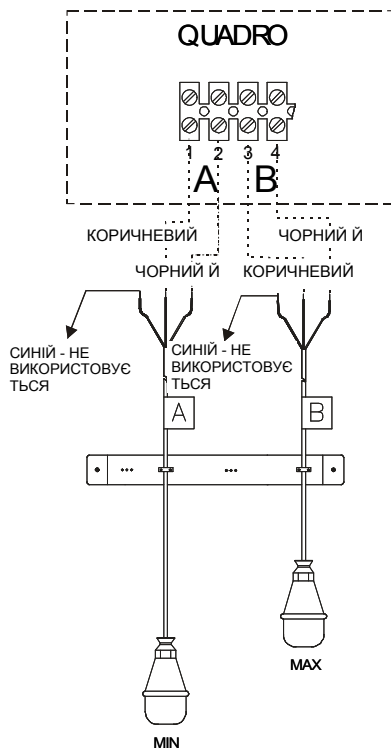 QUADRO
1 2 3 4
A B
КОРИЧНЕВИЙ
ЧОРНИЙ Й
ЧОРНИЙ Й
КОРИЧНЕВИЙ
СИНІЙ - НЕ
ВИКОРИСТОВУЄ
ТЬСЯ
СИНІЙ - НЕ
ВИКОРИСТОВУЄ
ТЬСЯ
A
B
MAX
MIN